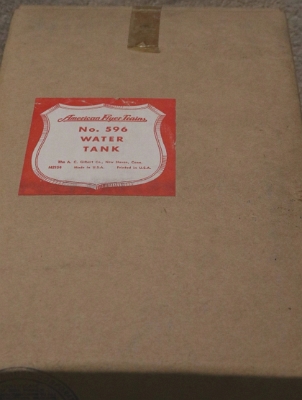 American Flyer Trains
No. 596
WATER
TANK
The A. C. Gilbert Co., New Haven, Conn.
Made in U.S.A. Printed in U.S.A.